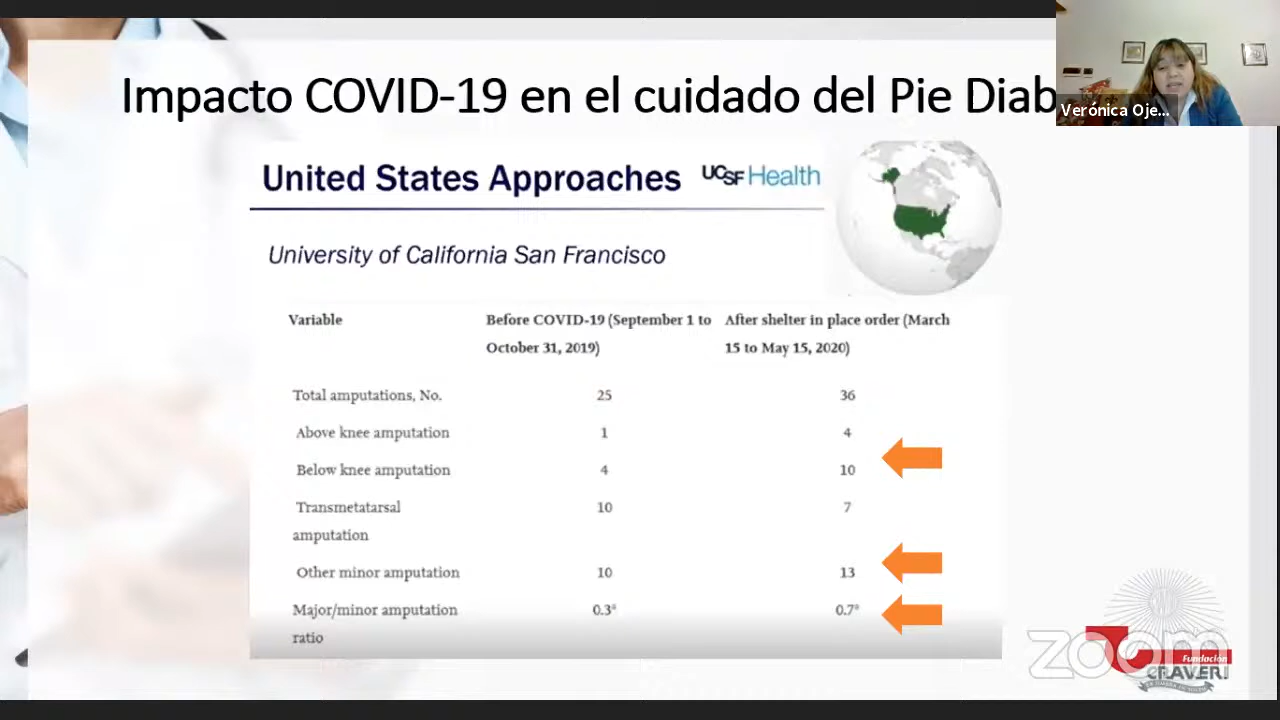 Impacto COVID-19 en el cuidado del Pie Diab
Verónica Oje...
United States Approaches UCSF Health
University of California San Francisco
Variable Before COVID-19 (September 1 to October 31, 2019) After shelter in place order (March 15 to May 15, 2020)
Total amputations, No. 25 36
Above knee amputation 1 4
Below knee amputation 4 10
Transmetatarsal amputation 10 7
Other minor amputation 10 13
Major/minor amputation ratio 0.3ª 0.7ª
zoom
Fundación
CRAVERI